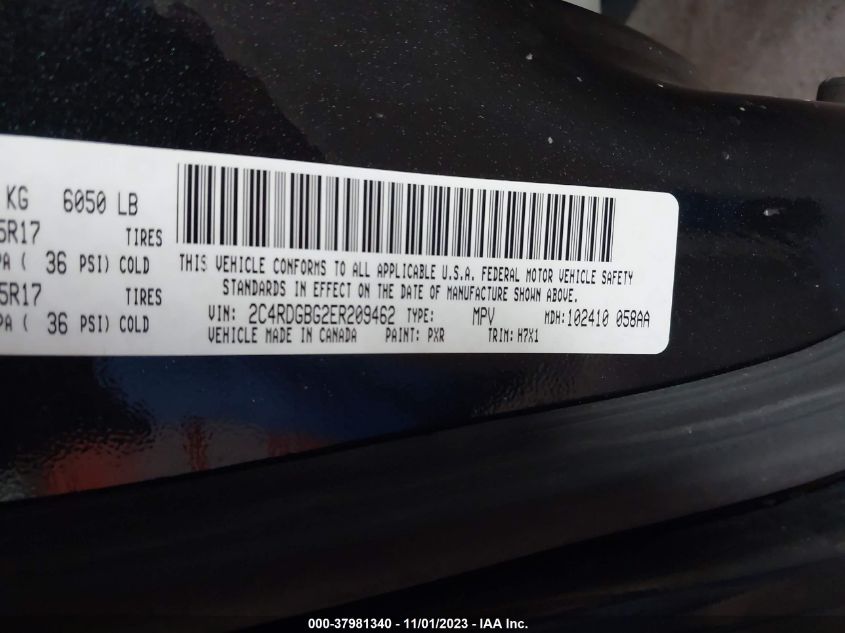 KG 6050 LB
5R17 TIRES
PA ( 36 PSI) COLD
5R17 TIRES
PA ( 36 PSI) COLD
THIS VEHICLE CONFORMS TO ALL APPLICABLE U.S.A. FEDERAL MOTOR VEHICLE SAFETY
STANDARDS IN EFFECT ON THE DATE OF MANUFACTURE SHOWN ABOVE.
VIN: 2C4RDGBG2ER209462 TYPE: MPV MDH:102410 058AA
VEHICLE MADE IN CANADA PAINT: PXR TRIM: H7X1
000-37981340 - 11/01/2023 - IAA Inc.